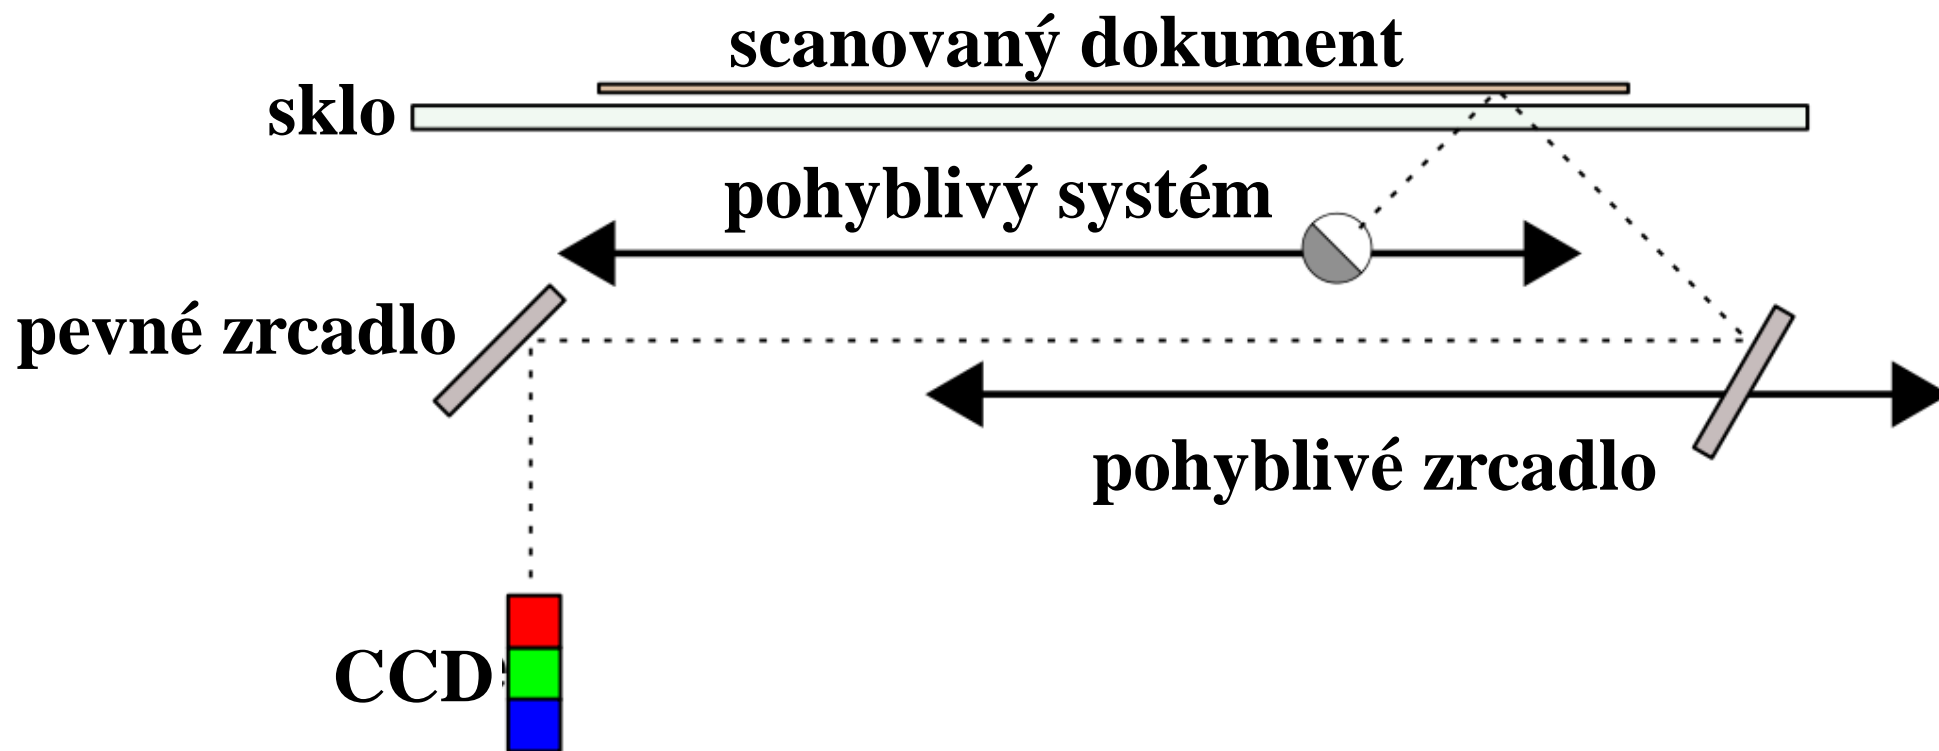 scanovaný dokument
sklo
pohyblivý systém
pevné zrcadlo
pohyblivé zrcadlo
CCD